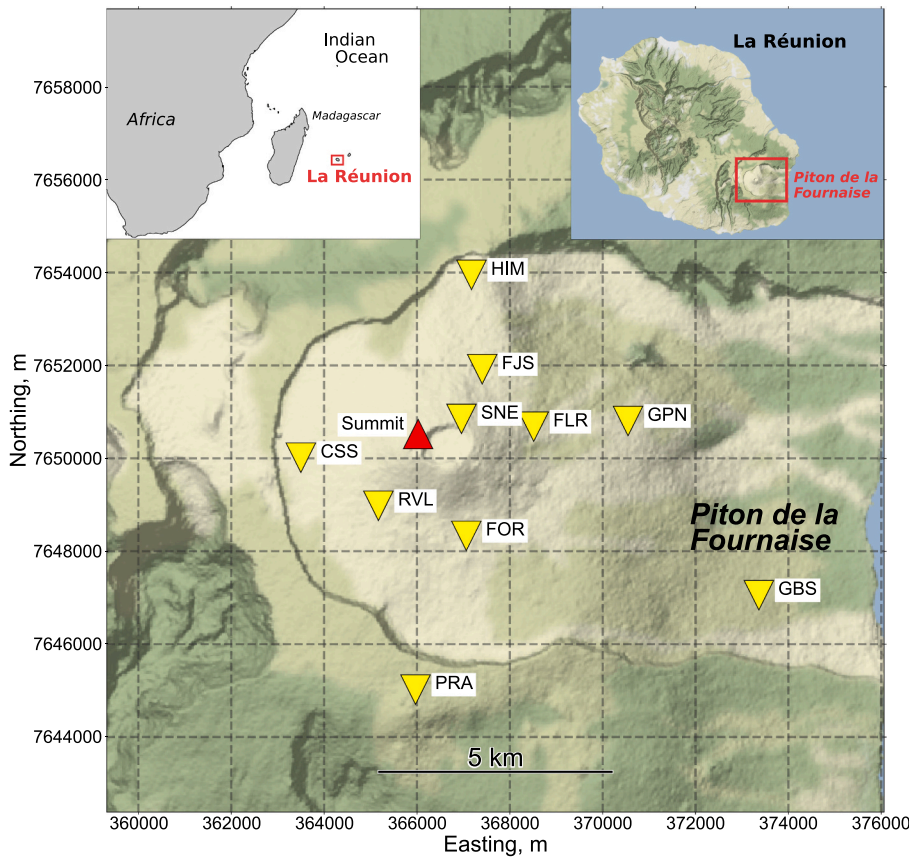 Indian
Ocean
Africa
Madagascar
La Réunion
La Réunion
Piton de la
Fournaise
7658000
7656000
7654000
7652000
7650000
7648000
7646000
7644000
Northing, m
HIM
FJS
SNE
FLR
GPN
Summit
CSS
RVL
FOR
Piton de la
Fournaise
GBS
PRA
5 km
360000 362000 364000 366000 368000 370000 372000 374000 376000
Easting, m